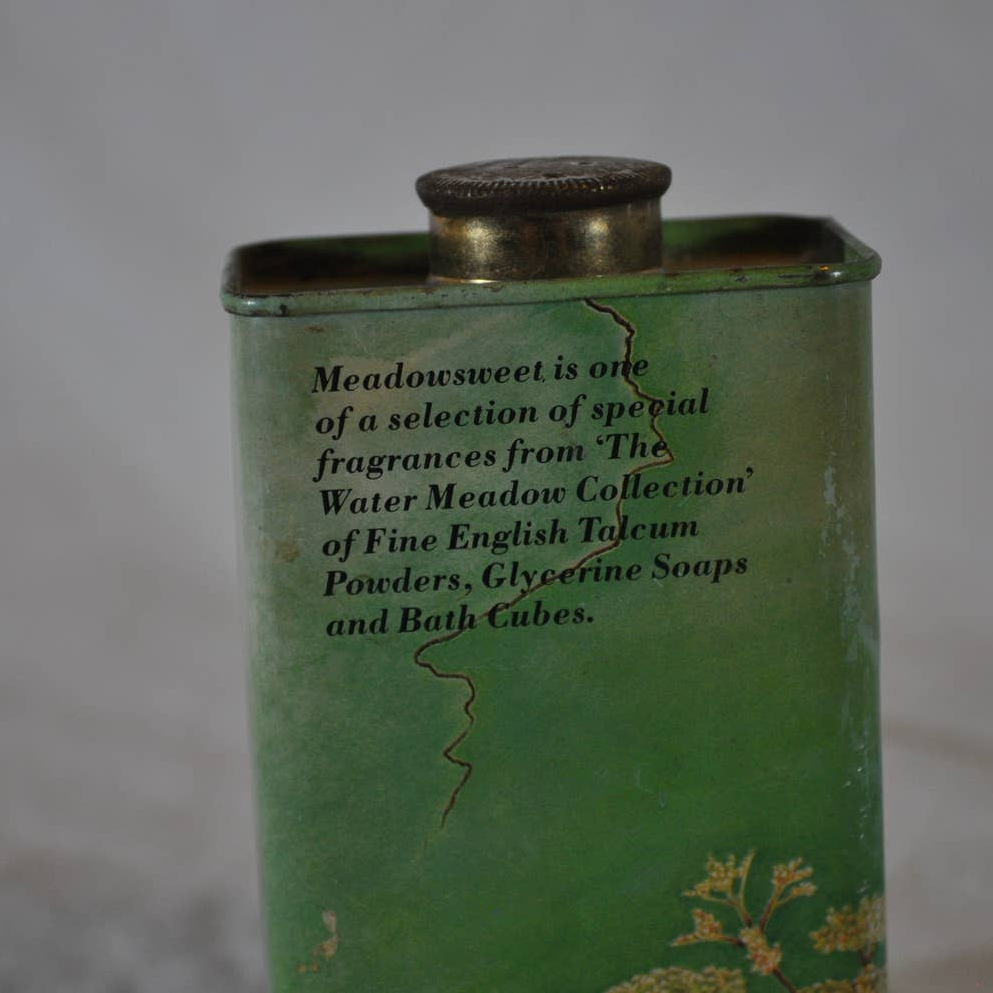 Meadowsweet is one
of a selection of special
fragrances from ‘The
Water Meadow Collection’
of Fine English Talcum
Powders, Glycerine Soaps
and Bath Cubes.